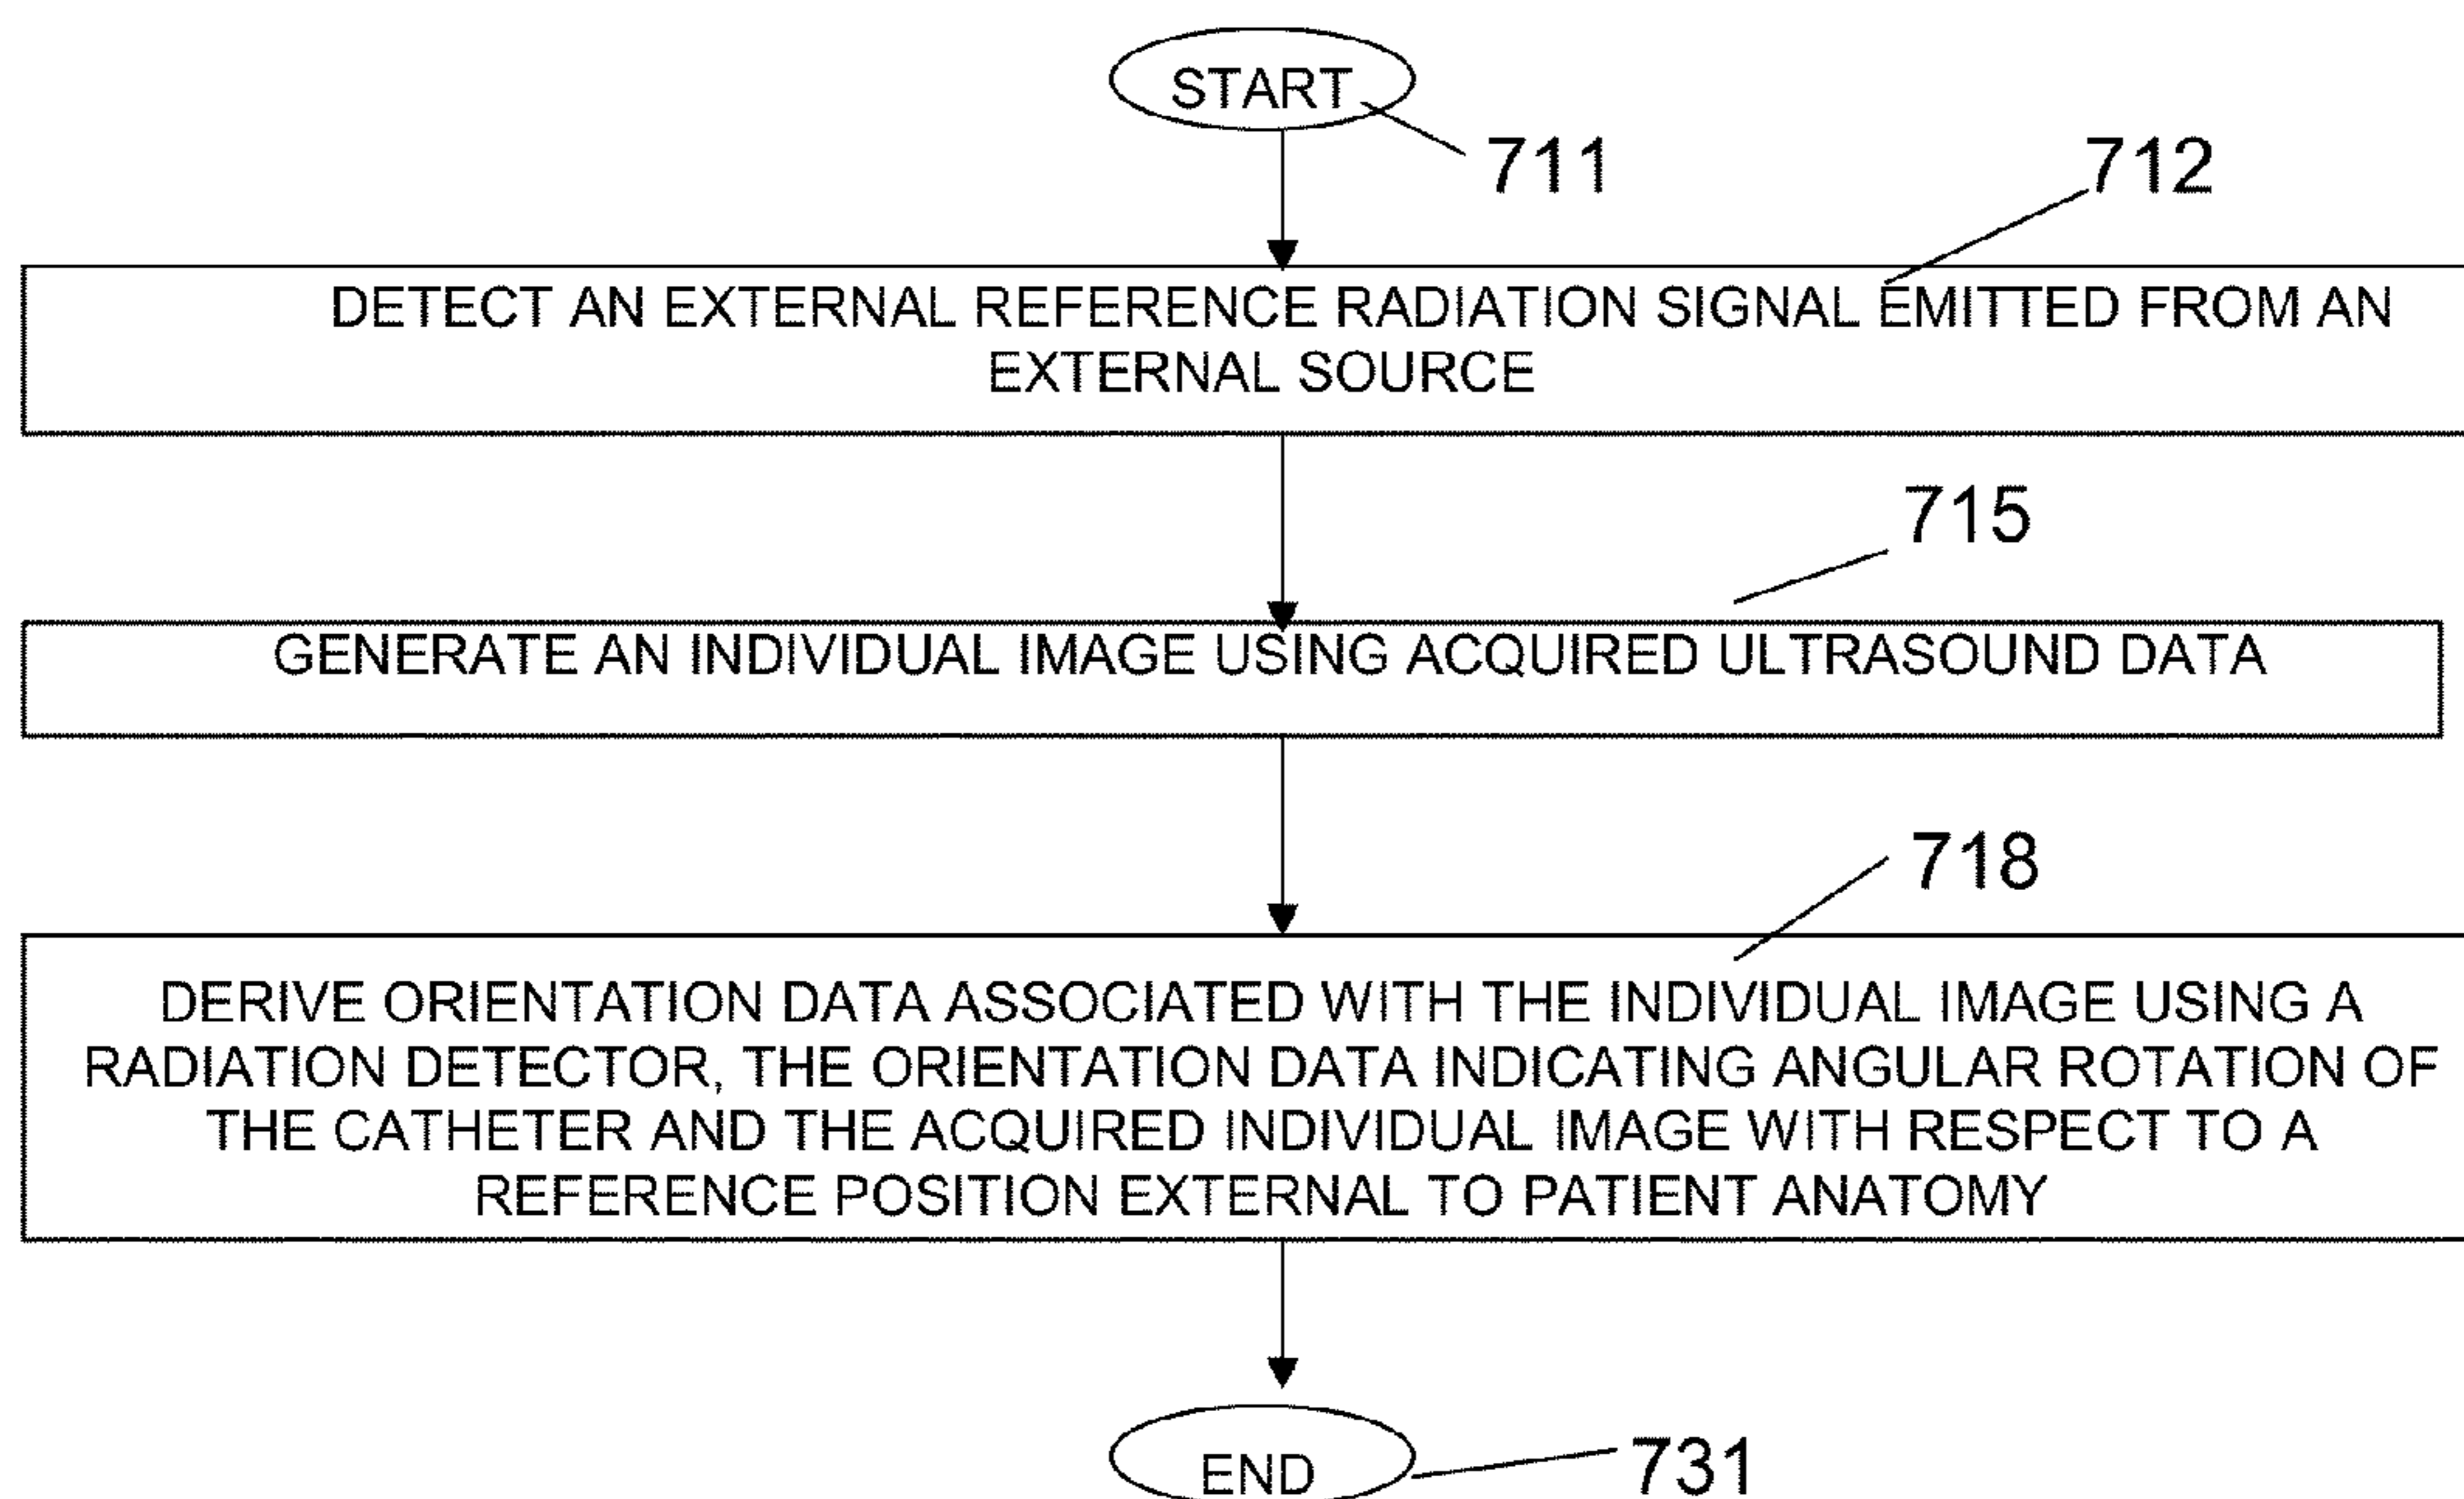 START
711
712
DETECT AN EXTERNAL REFERENCE RADIATION SIGNAL EMITTED FROM AN
EXTERNAL SOURCE
715
GENERATE AN INDIVIDUAL IMAGE USING ACQUIRED ULTRASOUND DATA
718
DERIVE ORIENTATION DATA ASSOCIATED WITH THE INDIVIDUAL IMAGE USING A
RADIATION DETECTOR, THE ORIENTATION DATA INDICATING ANGULAR ROTATION OF
THE CATHETER AND THE ACQUIRED INDIVIDUAL IMAGE WITH RESPECT TO A
REFERENCE POSITION EXTERNAL TO PATIENT ANATOMY
END
731